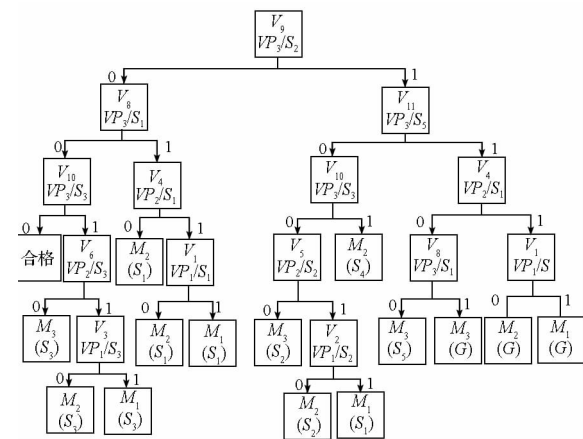 V₉
VP₃/S₂
0 1
V₈ V₁₁
VP₃/S₁ VP₃/S₅
0 1 0 1
V₁₀ V₄ V₁₀ V₄
VP₃/S₃ VP₂/S₁ VP₃/S₃ VP₂/S₁
0 1 0 1 0 1 0 1
合格 V₆ M₂ V₁ V₅ M₂ V₈ V₁
VP₂/S₃ (S₁) VP₁/S₁ VP₂/S₂ (S₄) VP₃/S₁ VP₁/S
0 1 0 1 0 1 0 1 0 1
M₃ V₃ M₂ M₁ M₃ V₂ M₃ M₃ M₂ M₁
(S₃) VP₁/S₃ (S₁) (S₁) (S₂) VP₁/S₂ (S₅) (G) (G) (G)
0 1 0 1
M₂ M₁ M₂ M₁
(S₃) (S₃) (S₂) (S₁)